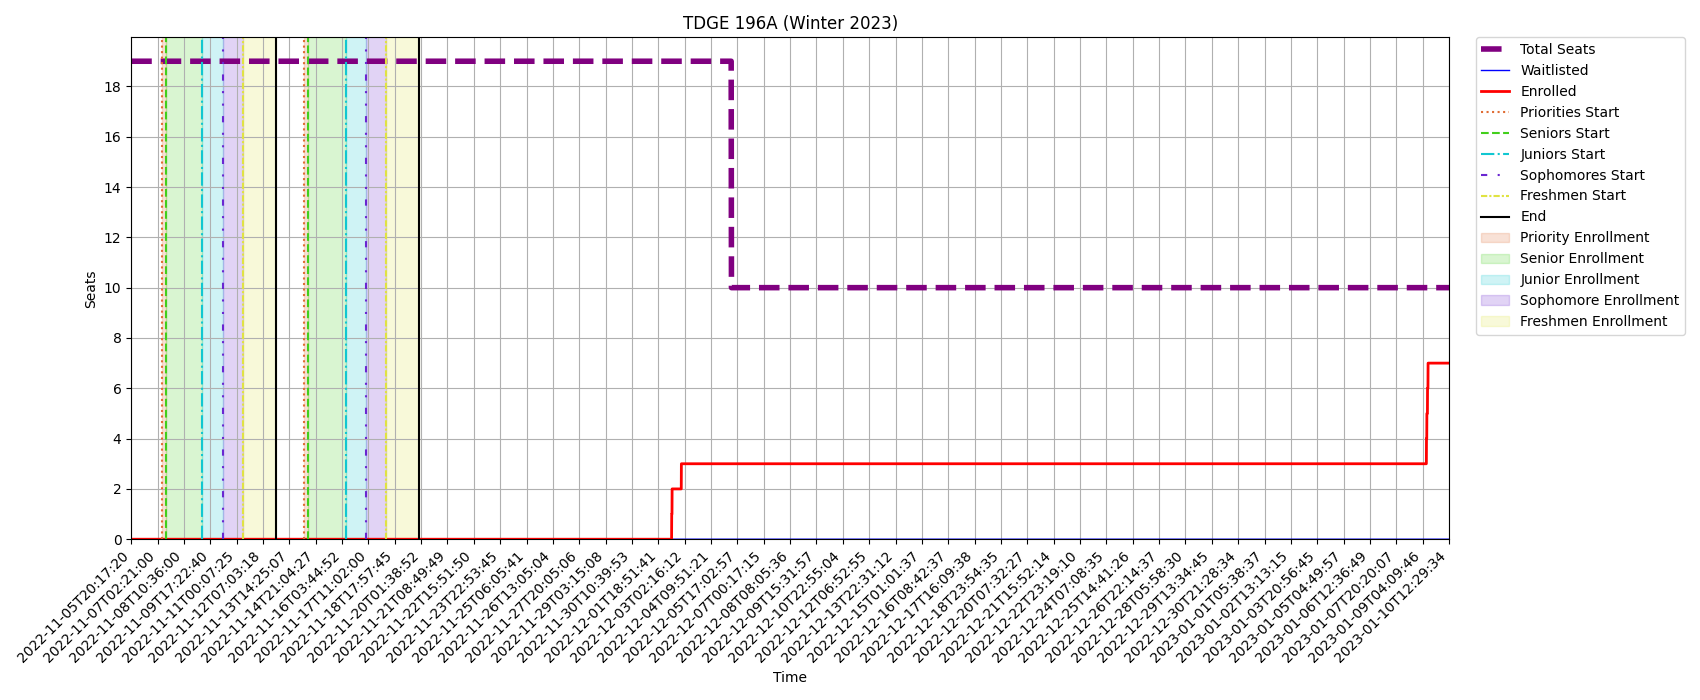 TDGE 196A (Winter 2023)
Seats
18
16
14
12
10
8
6
4
2
0
2022-11-05T20:17:20
2022-11-07T02:21:00
2022-11-08T10:36:00
2022-11-09T17:22:40
2022-11-11T00:07:25
2022-11-12T07:03:18
2022-11-13T14:25:07
2022-11-14T21:04:27
2022-11-16T03:44:52
2022-11-17T11:02:00
2022-11-18T17:57:45
2022-11-20T01:38:52
2022-11-21T08:49:49
2022-11-22T15:51:50
2022-11-23T22:53:45
2022-11-25T06:05:41
2022-11-26T13:05:04
2022-11-27T20:05:06
2022-11-29T03:15:08
2022-11-30T10:39:53
2022-12-01T18:51:41
2022-12-03T02:16:12
2022-12-04T09:51:21
2022-12-05T17:02:57
2022-12-07T00:17:15
2022-12-08T08:05:36
2022-12-09T15:31:57
2022-12-10T22:55:04
2022-12-12T06:52:55
2022-12-13T22:31:12
2022-12-15T01:01:37
2022-12-16T08:42:37
2022-12-17T16:09:38
2022-12-18T23:54:35
2022-12-20T07:32:27
2022-12-21T15:52:14
2022-12-22T23:19:10
2022-12-24T07:08:35
2022-12-25T14:41:26
2022-12-26T22:14:37
2022-12-28T05:58:30
2022-12-29T13:34:45
2022-12-30T21:28:34
2023-01-01T05:38:37
2023-01-02T13:13:15
2023-01-03T20:56:45
2023-01-05T04:49:57
2023-01-06T12:36:49
2023-01-07T20:20:07
2023-01-09T04:09:46
2023-01-10T12:29:34
Time
Total Seats
Waitlisted
Enrolled
Priorities Start
Seniors Start
Juniors Start
Sophomores Start
Freshmen Start
End
Priority Enrollment
Senior Enrollment
Junior Enrollment
Sophomore Enrollment
Freshmen Enrollment